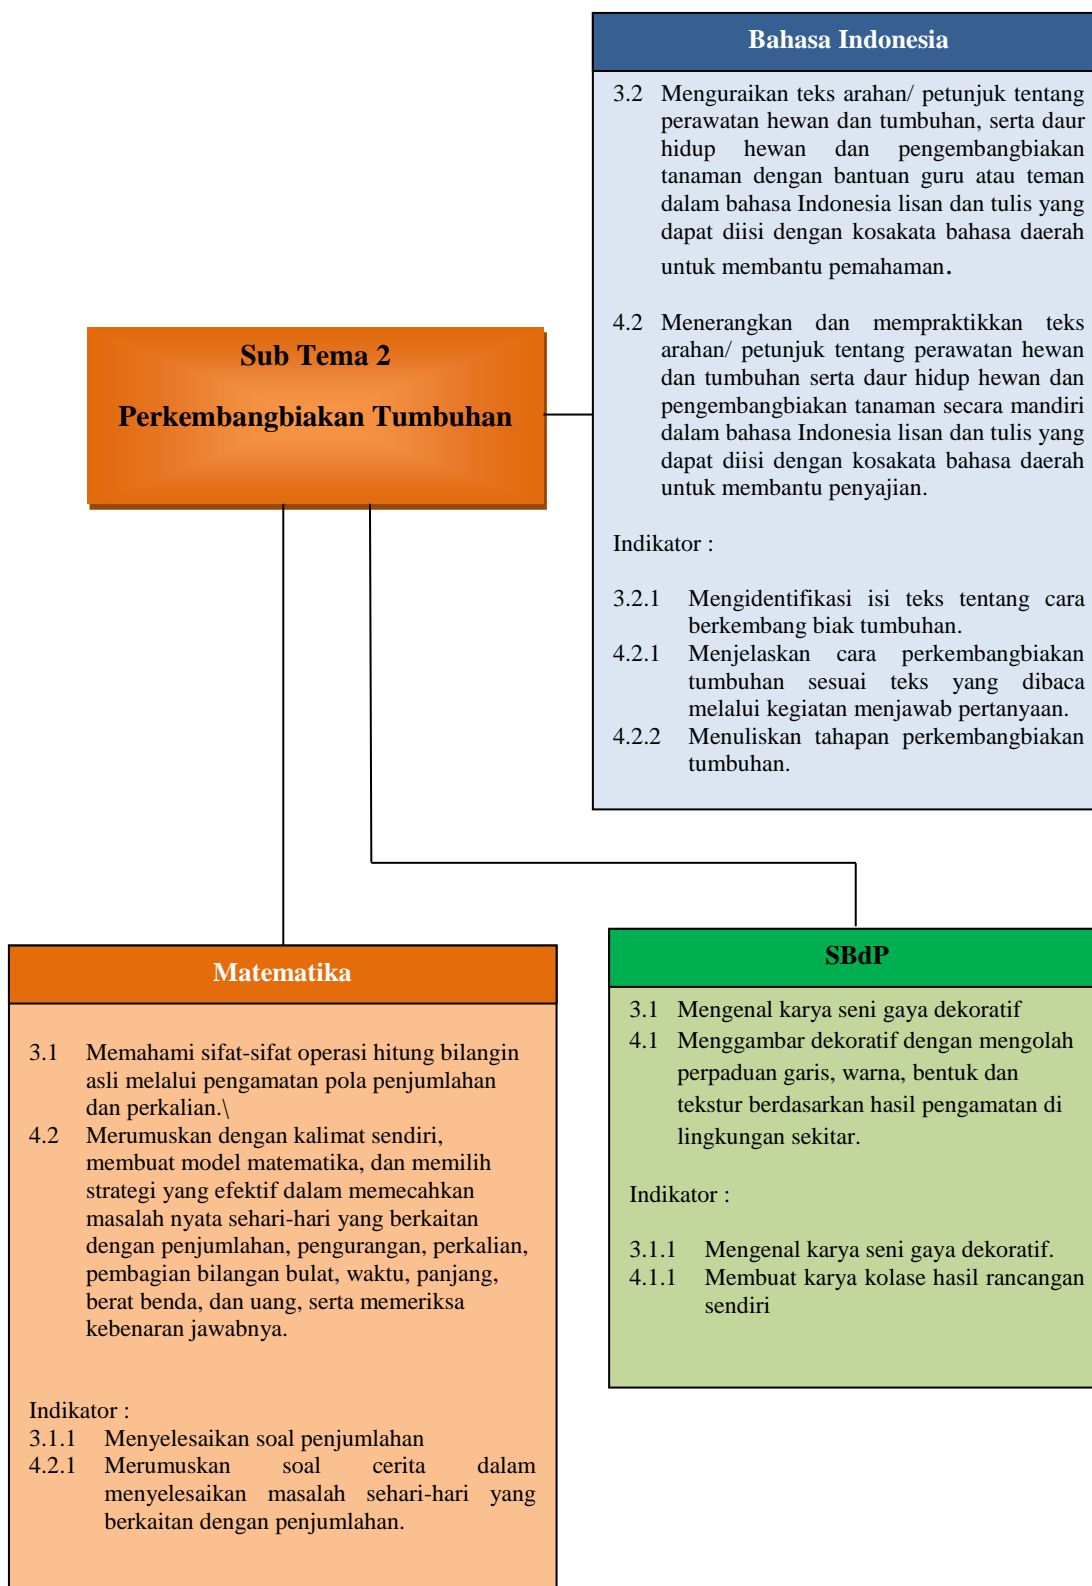 Bahasa Indonesia
3.2 Menguraikan teks arahan/ petunjuk tentang
perawatan hewan dan tumbuhan, serta daur
hidup hewan dan pengembangbiakan
tanaman dengan bantuan guru atau teman
dalam bahasa Indonesia lisan dan tulis yang
dapat diisi dengan kosakata bahasa daerah
untuk membantu pemahaman.
4.2 Menerangkan dan mempraktikkan teks
arahan/ petunjuk tentang perawatan hewan
dan tumbuhan serta daur hidup hewan dan
pengembangbiakan tanaman secara mandiri
dalam bahasa Indonesia lisan dan tulis yang
dapat diisi dengan kosakata bahasa daerah
untuk membantu penyajian.
Indikator :
3.2.1 Mengidentifikasi isi teks tentang cara
berkembang biak tumbuhan.
4.2.1 Menjelaskan cara perkembangbiakan
tumbuhan sesuai teks yang dibaca
melalui kegiatan menjawab pertanyaan.
4.2.2 Menuliskan tahapan perkembangbiakan
tumbuhan.
Sub Tema 2
Perkembangbiakan Tumbuhan
Matematika
3.1 Memahami sifat-sifat operasi hitung bilangin
asli melalui pengamatan pola penjumlahan
dan perkalian.\
4.2 Merumuskan dengan kalimat sendiri,
membuat model matematika, dan memilih
strategi yang efektif dalam memecahkan
masalah nyata sehari-hari yang berkaitan
dengan penjumlahan, pengurangan, perkalian,
pembagian bilangan bulat, waktu, panjang,
berat benda, dan uang, serta memeriksa
kebenaran jawabnya.
Indikator :
3.1.1 Menyelesaikan soal penjumlahan
4.2.1 Merumuskan soal cerita dalam
menyelesaikan masalah sehari-hari yang
berkaitan dengan penjumlahan.
SBdP
3.1 Mengenal karya seni gaya dekoratif
4.1 Menggambar dekoratif dengan mengolah
perpaduan garis, warna, bentuk dan
tekstur berdasarkan hasil pengamatan di
lingkungan sekitar.
Indikator :
3.1.1 Mengenal karya seni gaya dekoratif.
4.1.1 Membuat karya kolase hasil rancangan
sendiri